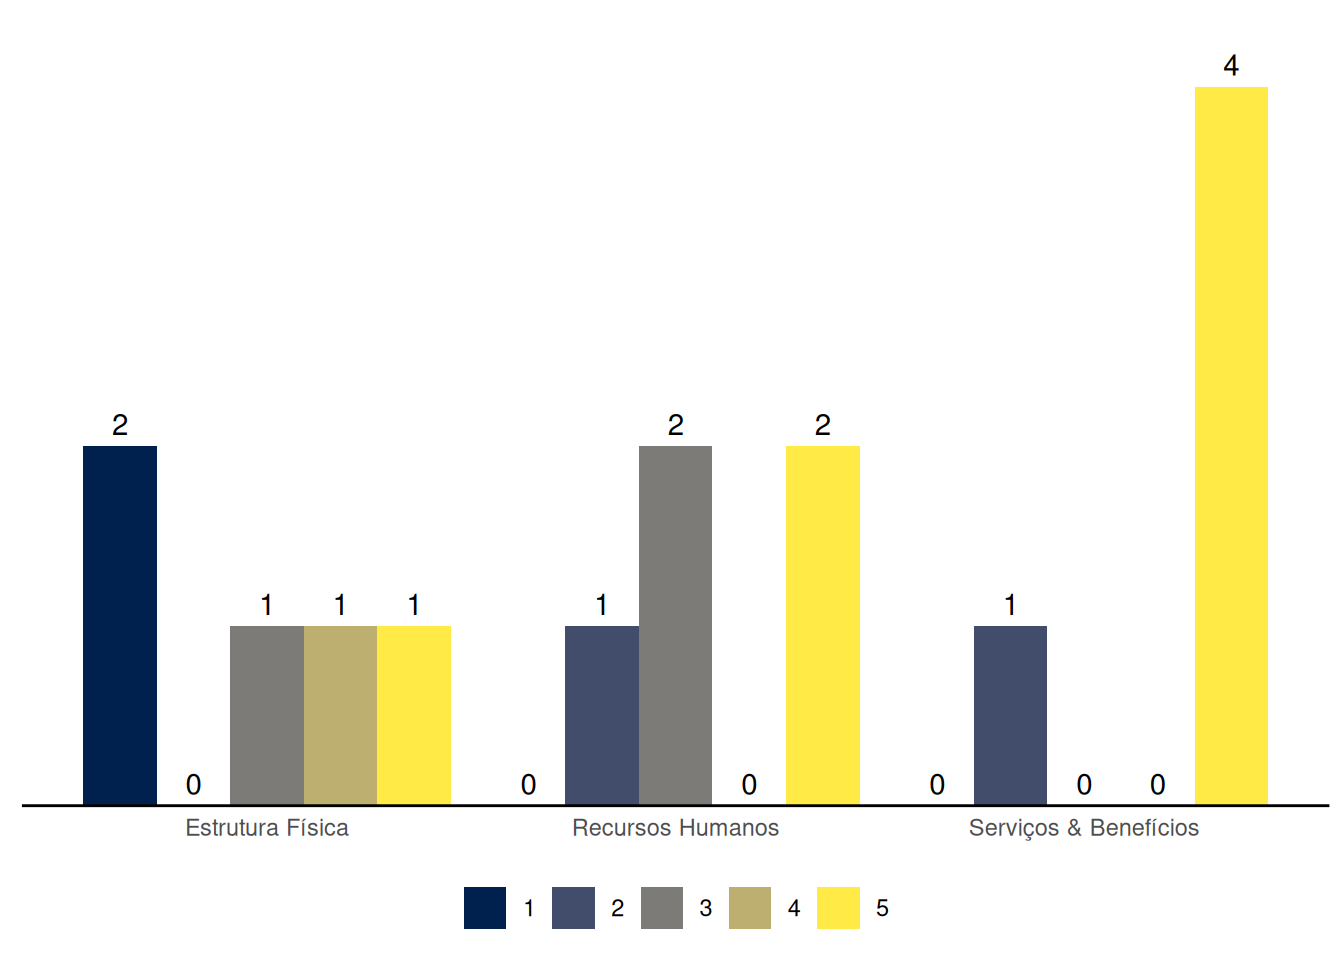 4
2 2 2
1 1 1 1 1
0 0 0 0 0 0
Estrutura Física Recursos Humanos Serviços & Benefícios
1 2 3 4 5